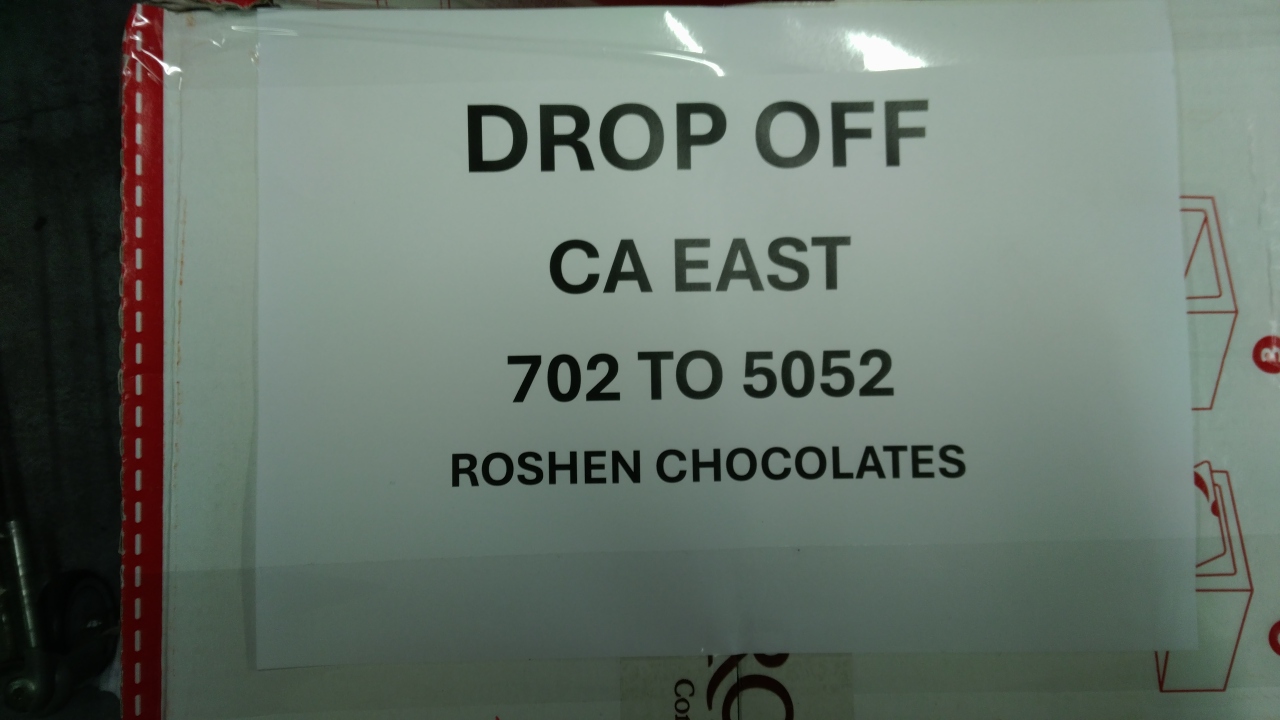 DROP OFF
CA EAST
702 TO 5052
ROSHEN CHOCOLATES